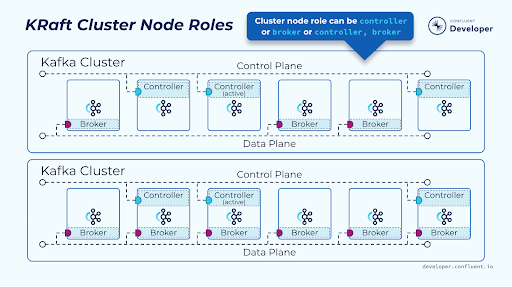 KRaft Cluster Node Roles
Cluster node role can be controller
or broker or controller, broker
CONFLUENT
Developer
Kafka Cluster
Control Plane
Controller
Controller
(active)
Controller
Broker
Broker
Broker
Data Plane
Kafka Cluster
Control Plane
Controller
Controller
(active)
Controller
Broker
Broker
Broker
Broker
Broker
Broker
Data Plane
developer.confluent.io